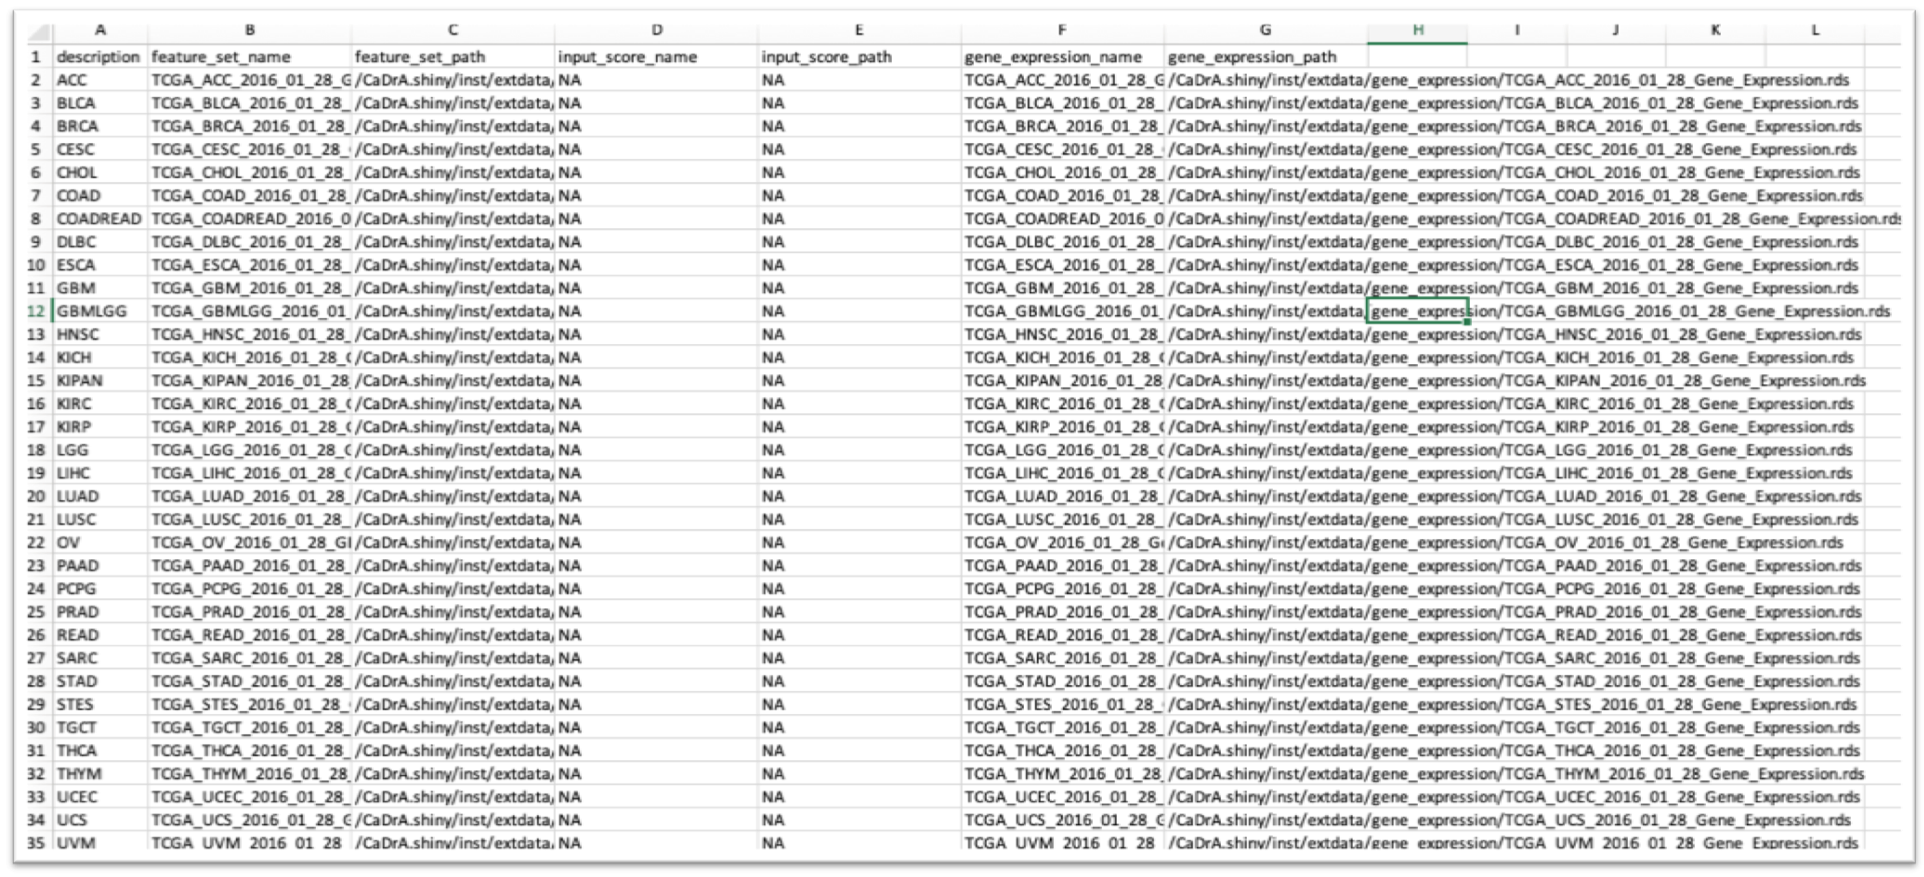 A B C D E F G H I J K L
1 description feature_set_name feature_set_path input_score_name input_score_path gene_expression_name gene_expression_path
2 ACC TCGA_ACC_2016_01_28_G /CaDrA.shiny/inst/extdata/ NA NA TCGA_ACC_2016_01_28_G /CaDrA.shiny/inst/extdata/gene_expression/TCGA_ACC_2016_01_28_Gene_Expression.rds
3 BLCA TCGA_BLCA_2016_01_28_ /CaDrA.shiny/inst/extdata/ NA NA TCGA_BLCA_2016_01_28_ /CaDrA.shiny/inst/extdata/gene_expression/TCGA_BLCA_2016_01_28_Gene_Expression.rds
4 BRCA TCGA_BRCA_2016_01_28_ /CaDrA.shiny/inst/extdata/ NA NA TCGA_BRCA_2016_01_28_ /CaDrA.shiny/inst/extdata/gene_expression/TCGA_BRCA_2016_01_28_Gene_Expression.rds
5 CESC TCGA_CESC_2016_01_28_ /CaDrA.shiny/inst/extdata/ NA NA TCGA_CESC_2016_01_28_ /CaDrA.shiny/inst/extdata/gene_expression/TCGA_CESC_2016_01_28_Gene_Expression.rds
6 CHOL TCGA_CHOL_2016_01_28_ /CaDrA.shiny/inst/extdata/ NA NA TCGA_CHOL_2016_01_28_ /CaDrA.shiny/inst/extdata/gene_expression/TCGA_CHOL_2016_01_28_Gene_Expression.rds
7 COAD TCGA_COAD_2016_01_28_ /CaDrA.shiny/inst/extdata/ NA NA TCGA_COAD_2016_01_28_ /CaDrA.shiny/inst/extdata/gene_expression/TCGA_COAD_2016_01_28_Gene_Expression.rds
8 COADREAD TCGA_COADREAD_2016_0 /CaDrA.shiny/inst/extdata/ NA NA TCGA_COADREAD_2016_0 /CaDrA.shiny/inst/extdata/gene_expression/TCGA_COADREAD_2016_01_28_Gene_Expression.rds
9 DLBC TCGA_DLBC_2016_01_28_ /CaDrA.shiny/inst/extdata/ NA NA TCGA_DLBC_2016_01_28_ /CaDrA.shiny/inst/extdata/gene_expression/TCGA_DLBC_2016_01_28_Gene_Expression.rds
10 ESCA TCGA_ESCA_2016_01_28_ /CaDrA.shiny/inst/extdata/ NA NA TCGA_ESCA_2016_01_28_ /CaDrA.shiny/inst/extdata/gene_expression/TCGA_ESCA_2016_01_28_Gene_Expression.rds
11 GBM TCGA_GBM_2016_01_28_ /CaDrA.shiny/inst/extdata/ NA NA TCGA_GBM_2016_01_28_ /CaDrA.shiny/inst/extdata/gene_expression/TCGA_GBM_2016_01_28_Gene_Expression.rds
12 GBMLGG TCGA_GBMLGG_2016_01_ /CaDrA.shiny/inst/extdata/ NA NA TCGA_GBMLGG_2016_01_ /CaDrA.shiny/inst/extdata/gene_expression/TCGA_GBMLGG_2016_01_28_Gene_Expression.rds
13 HNSC TCGA_HNSC_2016_01_28_ /CaDrA.shiny/inst/extdata/ NA NA TCGA_HNSC_2016_01_28_ /CaDrA.shiny/inst/extdata/gene_expression/TCGA_HNSC_2016_01_28_Gene_Expression.rds
14 KICH TCGA_KICH_2016_01_28_ /CaDrA.shiny/inst/extdata/ NA NA TCGA_KICH_2016_01_28_ /CaDrA.shiny/inst/extdata/gene_expression/TCGA_KICH_2016_01_28_Gene_Expression.rds
15 KIPAN TCGA_KIPAN_2016_01_28_ /CaDrA.shiny/inst/extdata/ NA NA TCGA_KIPAN_2016_01_28_ /CaDrA.shiny/inst/extdata/gene_expression/TCGA_KIPAN_2016_01_28_Gene_Expression.rds
16 KIRC TCGA_KIRC_2016_01_28_ /CaDrA.shiny/inst/extdata/ NA NA TCGA_KIRC_2016_01_28_ /CaDrA.shiny/inst/extdata/gene_expression/TCGA_KIRC_2016_01_28_Gene_Expression.rds
17 KIRP TCGA_KIRP_2016_01_28_ /CaDrA.shiny/inst/extdata/ NA NA TCGA_KIRP_2016_01_28_ /CaDrA.shiny/inst/extdata/gene_expression/TCGA_KIRP_2016_01_28_Gene_Expression.rds
18 LGG TCGA_LGG_2016_01_28_ /CaDrA.shiny/inst/extdata/ NA NA TCGA_LGG_2016_01_28_ /CaDrA.shiny/inst/extdata/gene_expression/TCGA_LGG_2016_01_28_Gene_Expression.rds
19 LIHC TCGA_LIHC_2016_01_28_ /CaDrA.shiny/inst/extdata/ NA NA TCGA_LIHC_2016_01_28_ /CaDrA.shiny/inst/extdata/gene_expression/TCGA_LIHC_2016_01_28_Gene_Expression.rds
20 LUAD TCGA_LUAD_2016_01_28_ /CaDrA.shiny/inst/extdata/ NA NA TCGA_LUAD_2016_01_28_ /CaDrA.shiny/inst/extdata/gene_expression/TCGA_LUAD_2016_01_28_Gene_Expression.rds
21 LUSC TCGA_LUSC_2016_01_28_ /CaDrA.shiny/inst/extdata/ NA NA TCGA_LUSC_2016_01_28_ /CaDrA.shiny/inst/extdata/gene_expression/TCGA_LUSC_2016_01_28_Gene_Expression.rds
22 OV TCGA_OV_2016_01_28_GI /CaDrA.shiny/inst/extdata/ NA NA TCGA_OV_2016_01_28_Ge /CaDrA.shiny/inst/extdata/gene_expression/TCGA_OV_2016_01_28_Gene_Expression.rds
23 PAAD TCGA_PAAD_2016_01_28_ /CaDrA.shiny/inst/extdata/ NA NA TCGA_PAAD_2016_01_28_ /CaDrA.shiny/inst/extdata/gene_expression/TCGA_PAAD_2016_01_28_Gene_Expression.rds
24 PCPG TCGA_PCPG_2016_01_28_ /CaDrA.shiny/inst/extdata/ NA NA TCGA_PCPG_2016_01_28_ /CaDrA.shiny/inst/extdata/gene_expression/TCGA_PCPG_2016_01_28_Gene_Expression.rds
25 PRAD TCGA_PRAD_2016_01_28_ /CaDrA.shiny/inst/extdata/ NA NA TCGA_PRAD_2016_01_28_ /CaDrA.shiny/inst/extdata/gene_expression/TCGA_PRAD_2016_01_28_Gene_Expression.rds
26 READ TCGA_READ_2016_01_28_ /CaDrA.shiny/inst/extdata/ NA NA TCGA_READ_2016_01_28_ /CaDrA.shiny/inst/extdata/gene_expression/TCGA_READ_2016_01_28_Gene_Expression.rds
27 SARC TCGA_SARC_2016_01_28_ /CaDrA.shiny/inst/extdata/ NA NA TCGA_SARC_2016_01_28_ /CaDrA.shiny/inst/extdata/gene_expression/TCGA_SARC_2016_01_28_Gene_Expression.rds
28 STAD TCGA_STAD_2016_01_28_ /CaDrA.shiny/inst/extdata/ NA NA TCGA_STAD_2016_01_28_ /CaDrA.shiny/inst/extdata/gene_expression/TCGA_STAD_2016_01_28_Gene_Expression.rds
29 STES TCGA_STES_2016_01_28_ /CaDrA.shiny/inst/extdata/ NA NA TCGA_STES_2016_01_28_ /CaDrA.shiny/inst/extdata/gene_expression/TCGA_STES_2016_01_28_Gene_Expression.rds
30 TGCT TCGA_TGCT_2016_01_28_ /CaDrA.shiny/inst/extdata/ NA NA TCGA_TGCT_2016_01_28_ /CaDrA.shiny/inst/extdata/gene_expression/TCGA_TGCT_2016_01_28_Gene_Expression.rds
31 THCA TCGA_THCA_2016_01_28_ /CaDrA.shiny/inst/extdata/ NA NA TCGA_THCA_2016_01_28_ /CaDrA.shiny/inst/extdata/gene_expression/TCGA_THCA_2016_01_28_Gene_Expression.rds
32 THYM TCGA_THYM_2016_01_28_ /CaDrA.shiny/inst/extdata/ NA NA TCGA_THYM_2016_01_28_ /CaDrA.shiny/inst/extdata/gene_expression/TCGA_THYM_2016_01_28_Gene_Expression.rds
33 UCEC TCGA_UCEC_2016_01_28_ /CaDrA.shiny/inst/extdata/ NA NA TCGA_UCEC_2016_01_28_ /CaDrA.shiny/inst/extdata/gene_expression/TCGA_UCEC_2016_01_28_Gene_Expression.rds
34 UCS TCGA_UCS_2016_01_28_G /CaDrA.shiny/inst/extdata/ NA NA TCGA_UCS_2016_01_28_G /CaDrA.shiny/inst/extdata/gene_expression/TCGA_UCS_2016_01_28_Gene_Expression.rds
35 UVM TCGA_UVM_2016_01_28_ /CaDrA.shiny/inst/extdata/ NA NA TCGA_UVM_2016_01_28_ /CaDrA.shiny/inst/extdata/gene_expression/TCGA_UVM_2016_01_28_Gene_Expression.rds